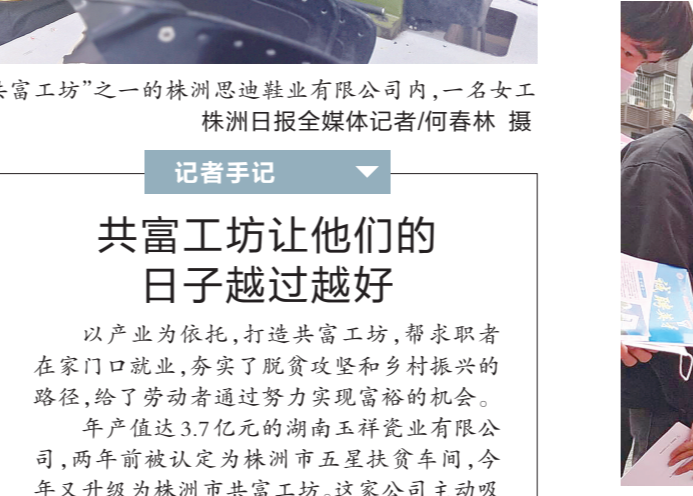 富工坊”之一的株洲思迪鞋业有限公司内,一名女工
株洲日报全媒体记者/何春林 摄
记者手记
共富工坊让他们的
日子越过越好
以产业为依托,打造共富工坊,帮求职者
在家门口就业,夯实了脱贫攻坚和乡村振兴的
路径,给了劳动者通过努力实现富裕的机会。
年产值达3.7亿元的湖南玉祥瓷业有限公
司,两年前被认定为株洲市五星扶贫车间,今
年又升级为株洲市共富工坊。这家公司主动吸
诚聘